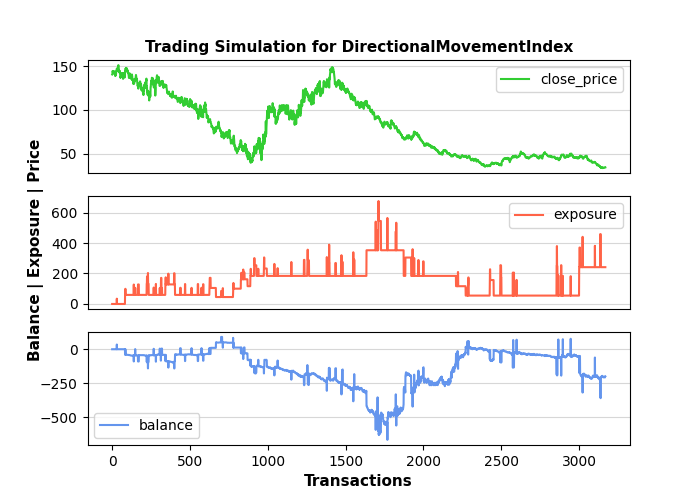 Trading Simulation for DirectionalMovementIndex
Balance | Exposure | Price
150
100
50
close_price
600
400
200
0
exposure
0
−250
−500
balance
0 500 1000 1500 2000 2500 3000
Transactions